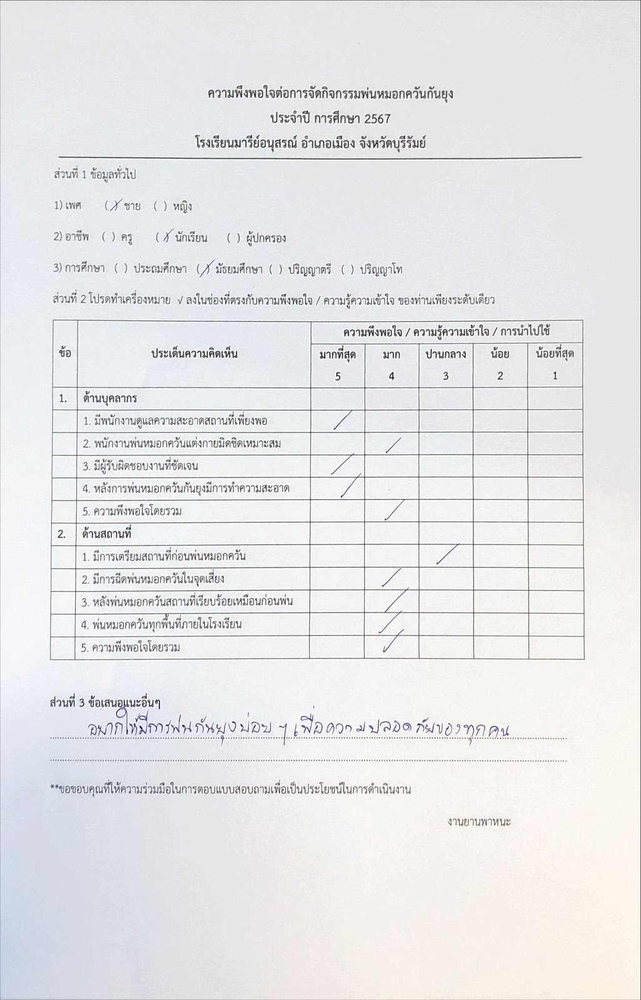 ความพึงพอใจต่อการจัดกิจกรรมพ่นหมอกควันกันยุง
ประจำปี การศึกษา 2567
โรงเรียนมารีย์อนุสรณ์ อำเภอเมือง จังหวัดบุรีรัมย์
ส่วนที่ 1 ข้อมูลทั่วไป
1) เพศ (/) ชาย ( ) หญิง
2) อาชีพ ( ) ครู (/) นักเรียน ( ) ผู้ปกครอง
3) การศึกษา ( ) ประถมศึกษา (/) มัธยมศึกษา ( ) ปริญญาตรี ( ) ปริญญาโท
ส่วนที่ 2 โปรดทำเครื่องหมาย √ ลงในช่องที่ตรงกับความพึงพอใจ / ความรู้ความเข้าใจ ของท่านเพียงระดับเดียว
ข้อ ประเด็นความคิดเห็น ความพึงพอใจ / ความรู้ความเข้าใจ / การนำไปใช้
มากที่สุด มาก ปานกลาง น้อย น้อยที่สุด
5 4 3 2 1
1. ด้านบุคลากร
1. มีพนักงานดูแลความสะอาดสถานที่เพี่ยงพอ /
2. พนักงานพ่นหมอกควันแต่งกายมิดชิดเหมาะสม /
3. มีผู้รับผิดชอบงานที่ชัดเจน /
4. หลังการพ่นหมอกควันกันยุงมีการทำความสะอาด /
5. ความพึงพอใจโดยรวม /
2. ด้านสถานที่
1. มีการเตรียมสถานที่ก่อนพ่นหมอกควัน /
2. มีการฉีดพ่นหมอกควันในจุดเสี่ยง /
3. หลังพ่นหมอกควันสถานที่เรียบร้อยเหมือนก่อนพ่น /
4. พ่นหมอกควันทุกพื้นที่ภายในโรงเรียน /
5. ความพึงพอใจโดยรวม /
ส่วนที่ 3 ข้อเสนอแนะอื่นๆ
อยากให้มีการพ่นกันยุงบ่อยๆ เพื่อความปลอดภัยของทุกคน
**ขอขอบคุณที่ให้ความร่วมมือในการตอบแบบสอบถามเพื่อเป็นประโยชน์ในการดำเนินงาน
งานยานพาหนะ